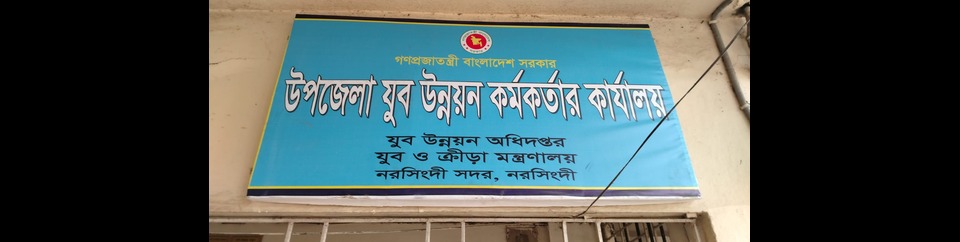 গণপ্রজাতন্ত্রী বাংলাদেশ সরকার
উপজেলা যুব উন্নয়ন কর্মকর্তার কার্যালয়
যুব উন্নয়ন অধিদপ্তর
যুব ও ক্রীড়া মন্ত্রণালয়
নরসিংদী সদর, নরসিংদী